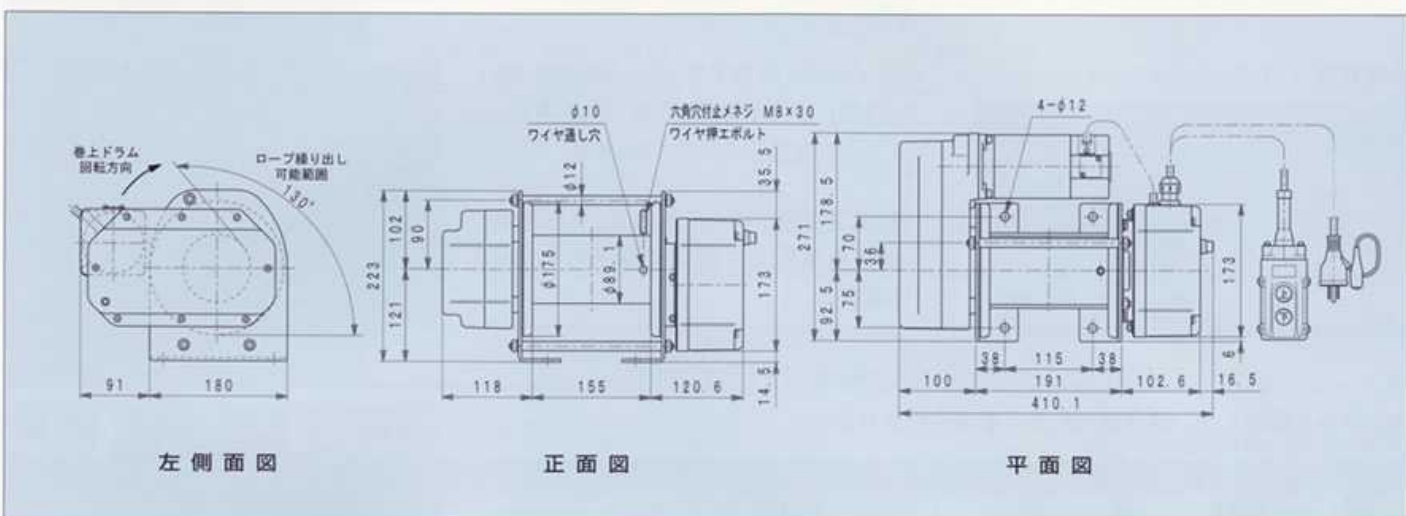 巻上ドラム
回転方向
ロープ繰り出し
可能範囲
130°
91
180
左側面図
φ10
ワイヤ通し穴
六角穴付止メネジ M8×30
ワイヤ押エボルト
φ12
35.5
223
102
90
121
φ175
φ89.1
173
14.5
118
155
120.6
正面図
4-φ12
271
178.5
70
36
92.5
75
173
6
38
115
38
100
191
102.6
16.5
410.1
上
下
平面図